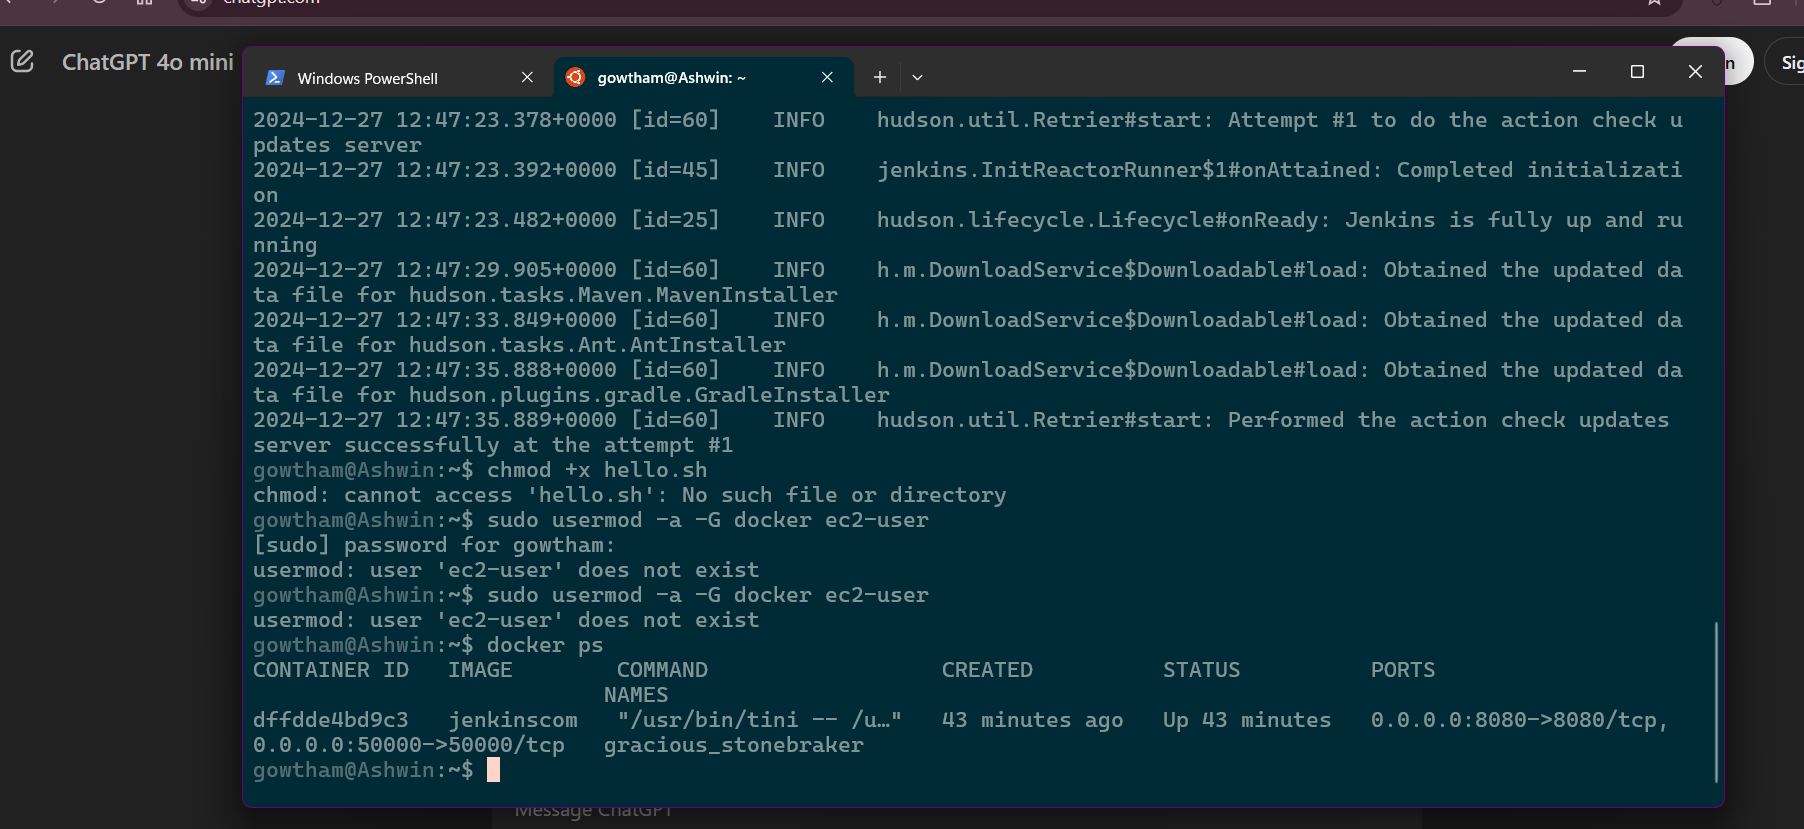 chatgpt.com
ChatGPT 4o mini
Windows PowerShell
gowtham@Ashwin: ~
n
Sig
2024-12-27 12:47:23.378+0000 [id=60]    INFO    hudson.util.Retrier#start: Attempt #1 to do the action check u
pdates server
2024-12-27 12:47:23.392+0000 [id=45]    INFO    jenkins.InitReactorRunner$1#onAttained: Completed initializati
on
2024-12-27 12:47:23.482+0000 [id=25]    INFO    hudson.lifecycle.Lifecycle#onReady: Jenkins is fully up and ru
nning
2024-12-27 12:47:29.905+0000 [id=60]    INFO    h.m.DownloadService$Downloadable#load: Obtained the updated da
ta file for hudson.tasks.Maven.MavenInstaller
2024-12-27 12:47:33.849+0000 [id=60]    INFO    h.m.DownloadService$Downloadable#load: Obtained the updated da
ta file for hudson.tasks.Ant.AntInstaller
2024-12-27 12:47:35.888+0000 [id=60]    INFO    h.m.DownloadService$Downloadable#load: Obtained the updated da
ta file for hudson.plugins.gradle.GradleInstaller
2024-12-27 12:47:35.889+0000 [id=60]    INFO    hudson.util.Retrier#start: Performed the action check updates
server successfully at the attempt #1
gowtham@Ashwin:~$ chmod +x hello.sh
chmod: cannot access 'hello.sh': No such file or directory
gowtham@Ashwin:~$ sudo usermod -a -G docker ec2-user
[sudo] password for gowtham:
usermod: user 'ec2-user' does not exist
gowtham@Ashwin:~$ sudo usermod -a -G docker ec2-user
usermod: user 'ec2-user' does not exist
gowtham@Ashwin:~$ docker ps
CONTAINER ID   IMAGE        COMMAND                  CREATED          STATUS          PORTS
NAMES
dffdde4bd9c3   jenkinscom   "/usr/bin/tini -- /u…"   43 minutes ago   Up 43 minutes   0.0.0.0:8080->8080/tcp,
0.0.0.0:50000->50000/tcp   gracious_stonebraker
gowtham@Ashwin:~$
Message ChatGPT